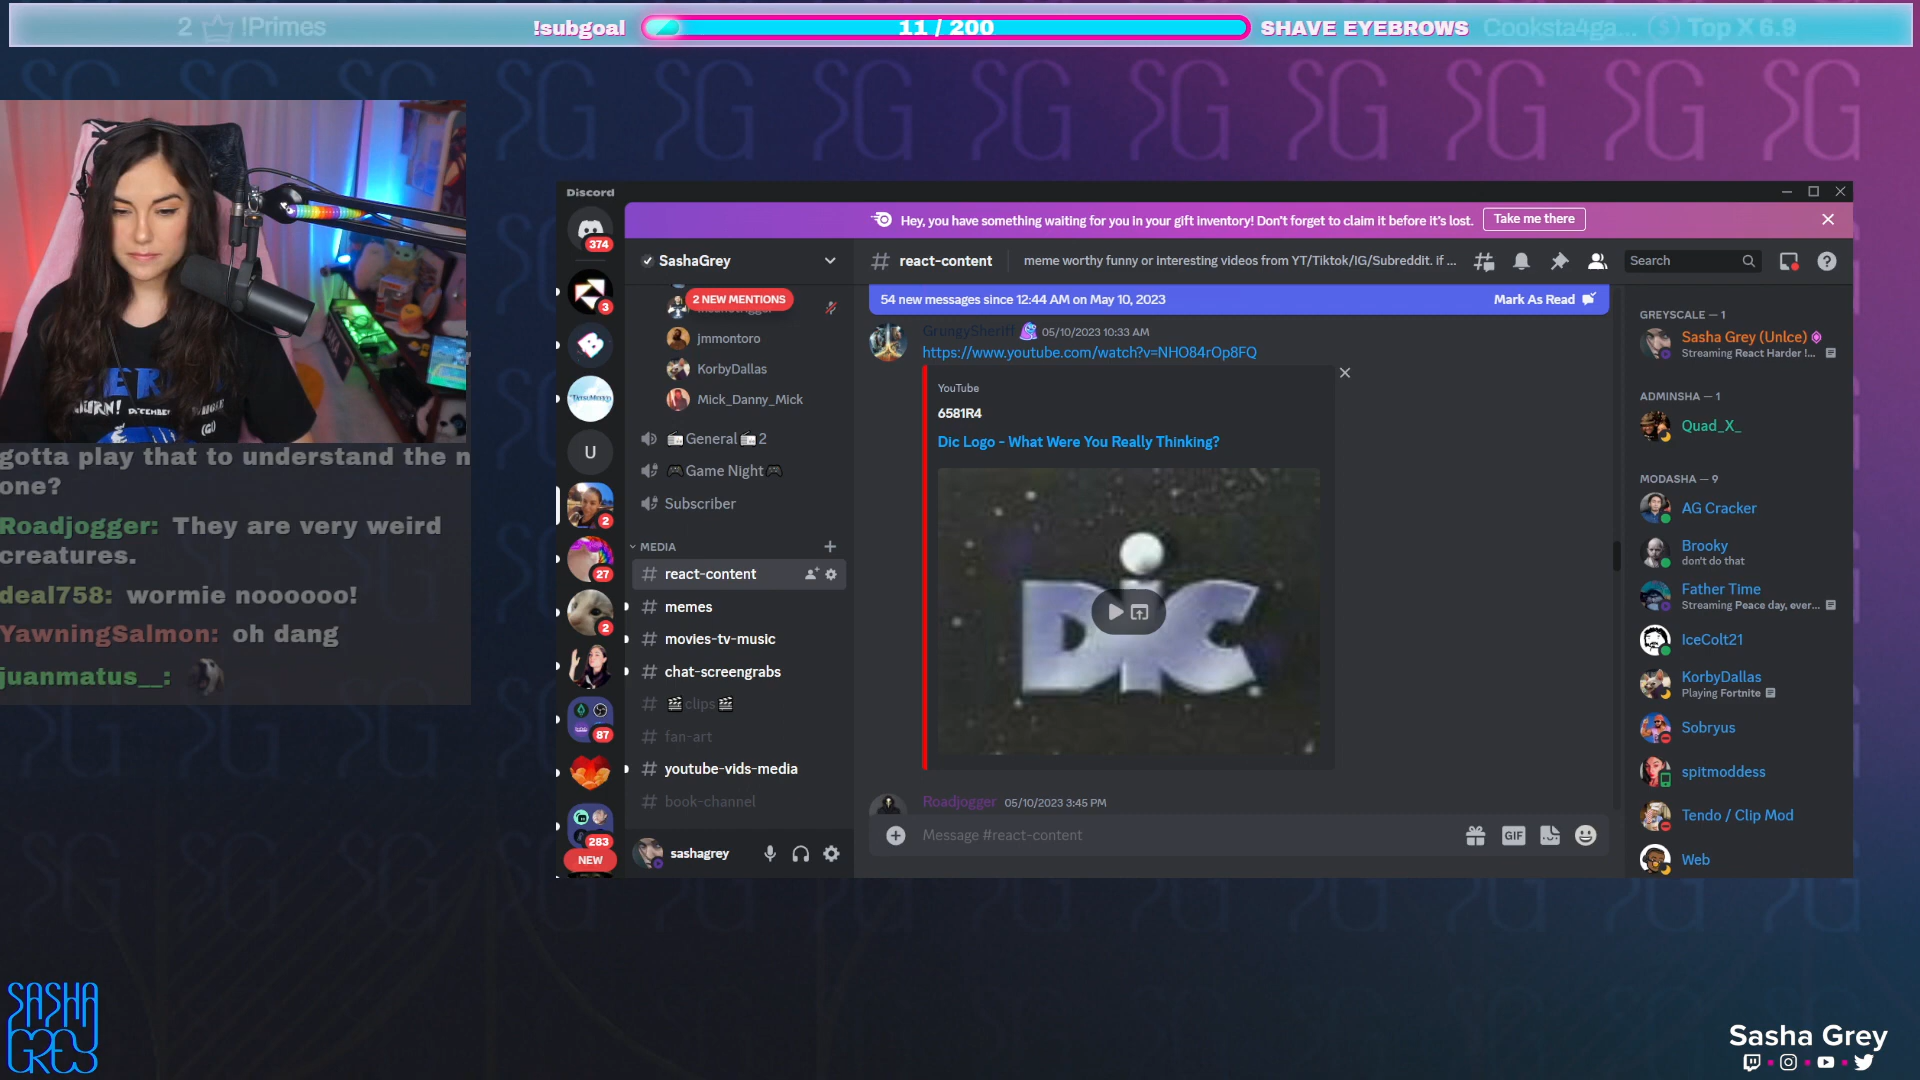 2 !Primes
!subgoal
11 / 200
SHAVE EYEBROWS
Cooksta4ga... ($) Top X 6.9
gotta play that to understand the n
one?
Roadjogger: They are very weird
creatures.
deal758: wormie noooooo!
YawningSalmon: oh dang
juanmatus__:
Discord
374
3
U
2
27
2
87
283
NEW
Hey, you have something waiting for you in your gift inventory! Don't forget to claim it before it's lost.
Take me there
SashaGrey
2 NEW MENTIONS
jmmontoro
KorbyDallas
Mick_Danny_Mick
General 2
Game Night
Subscriber
MEDIA
react-content
memes
movies-tv-music
chat-screengrabs
clips
fan-art
youtube-vids-media
book-channel
sashagrey
# react-content
meme worthy funny or interesting videos from YT/Tiktok/IG/Subreddit. if ...
Search
54 new messages since 12:44 AM on May 10, 2023
Mark As Read
GrungySheriff 05/10/2023 10:33 AM
https://www.youtube.com/watch?v=NHO84rOp8FQ
YouTube
6581R4
Dic Logo - What Were You Really Thinking?
DiC
Roadjogger 05/10/2023 3:45 PM
Message #react-content
GIF
GREYSCALE — 1
Sasha Grey (Unlce)
Streaming React Harder !...
ADMINSHA — 1
Quad_X_
MODASHA — 9
AG Cracker
Brooky
don't do that
Father Time
Streaming Peace day, ever...
IceColt21
KorbyDallas
Playing Fortnite
Sobryus
spitmoddess
Tendo / Clip Mod
Web
SASHA
GREY
Sasha Grey